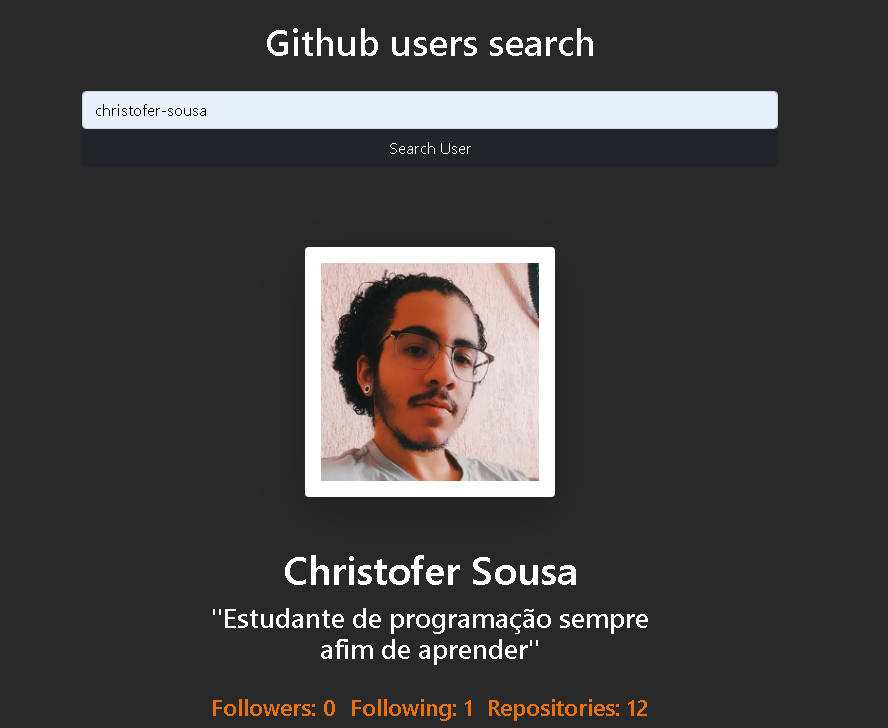 Github users search
christofer-sousa
Search User
Christofer Sousa
"Estudante de programação sempre
afim de aprender"
Followers: 0 Following: 1 Repositories: 12